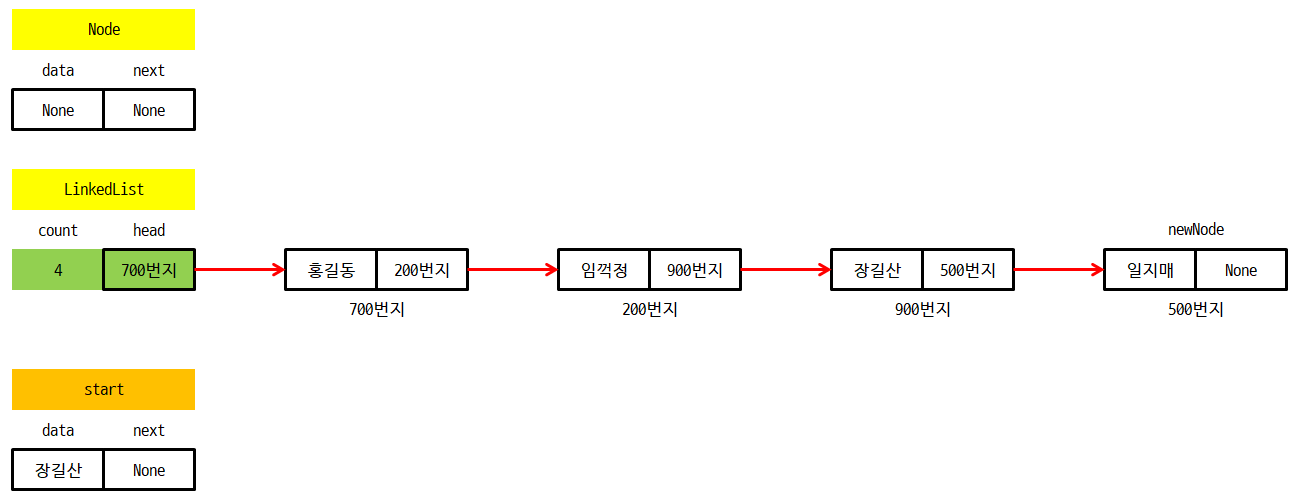 Node
data next
None None
LinkedList
count head newNode
4 700번지 홍길동 200번지 임꺽정 900번지 장길산 500번지 일지매 None
700번지 200번지 900번지 500번지
start
data next
장길산 None